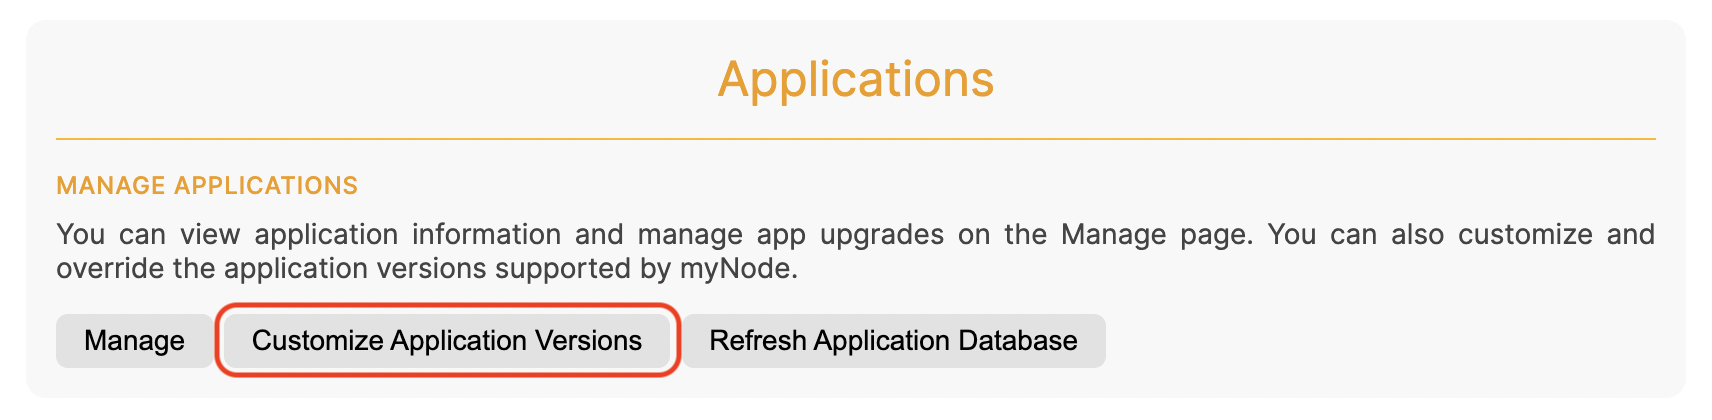 Applications
MANAGE APPLICATIONS
You can view application information and manage app upgrades on the Manage page. You can also customize and
override the application versions supported by myNode.
Manage Customize Application Versions Refresh Application Database